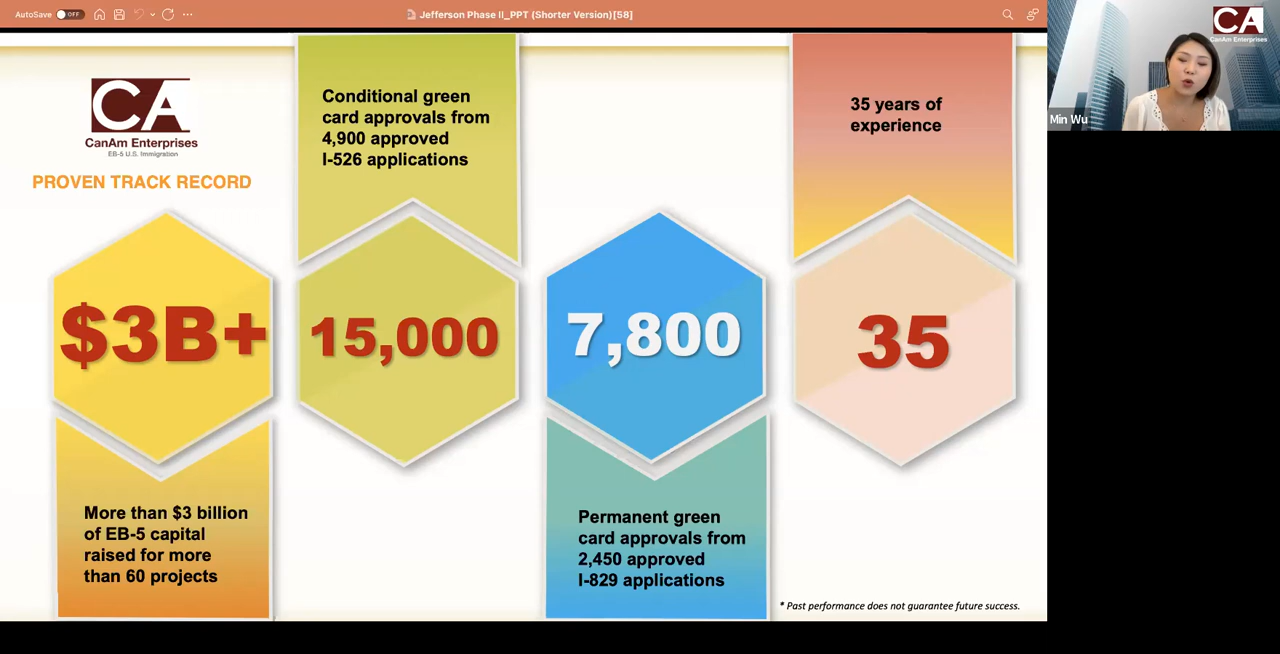 AutoSave OFF
Jefferson Phase II_PPT (Shorter Version)[58]
CA
CanAm Enterprises
EB-5 U.S. Immigration
PROVEN TRACK RECORD
$3B+
More than $3 billion
of EB-5 capital
raised for more
than 60 projects
Conditional green
card approvals from
4,900 approved
I-526 applications
15,000
7,800
Permanent green
card approvals from
2,450 approved
I-829 applications
35 years of
experience
35
* Past performance does not guarantee future success.
CA
CanAm Enterprises
Min Wu